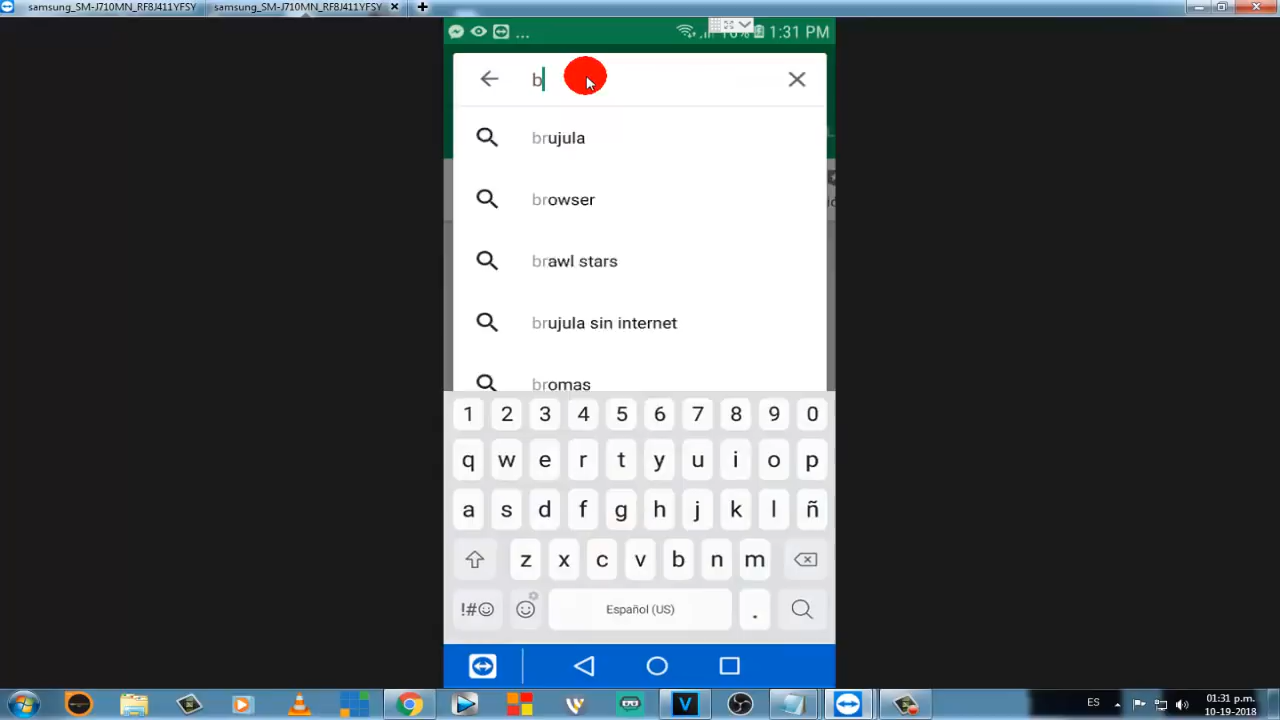 samsung_SM-J710MN_RF8J411YFSY samsung_SM-J710MN_RF8J411YFSY
... 1:31 PM
b
brujula
browser
brawl stars
brujula sin internet
bromas
1 2 3 4 5 6 7 8 9 0
q w e r t y u i o p
a s d f g h j k l ñ
z x c v b n m
!#☺ Español (US) .
ES 01:31 p.m.
10-19-2018